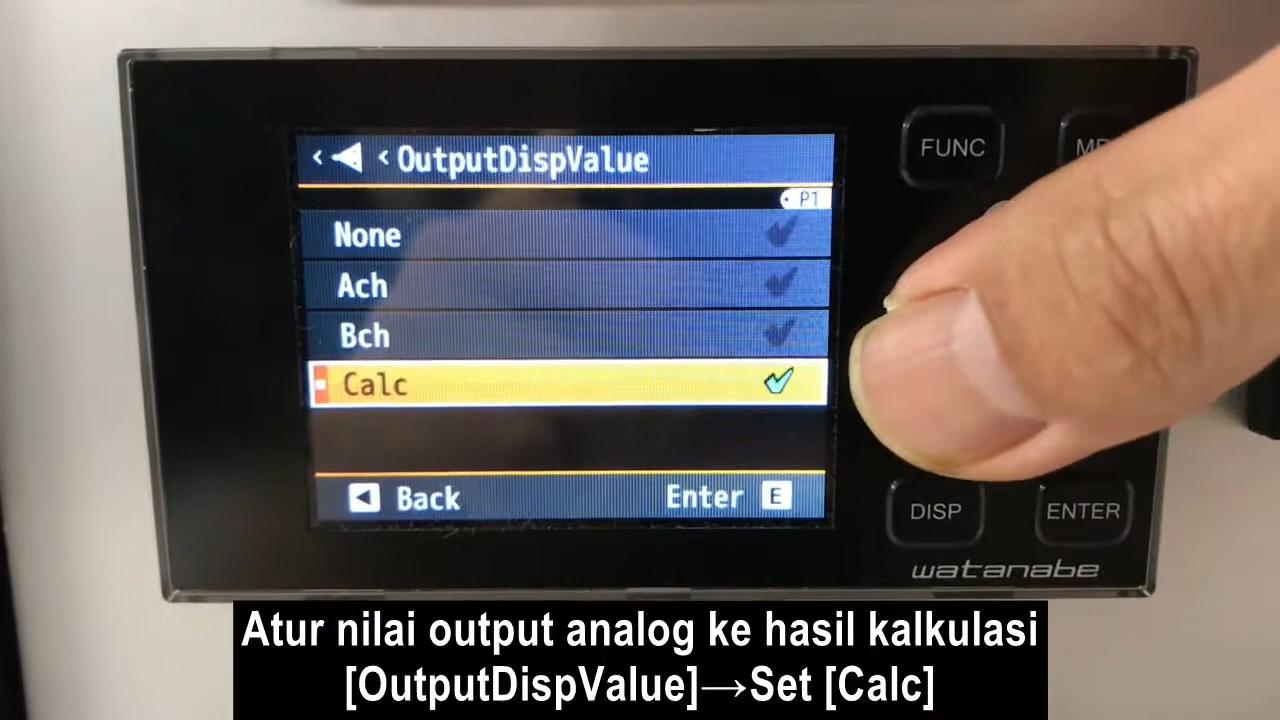 FUNC
< OutputDispValue
P1
None
Ach
Bch
Calc
Back
Enter E
DISP
ENTER
watanabe
Atur nilai output analog ke hasil kalkulasi
[OutputDispValue]→Set [Calc]